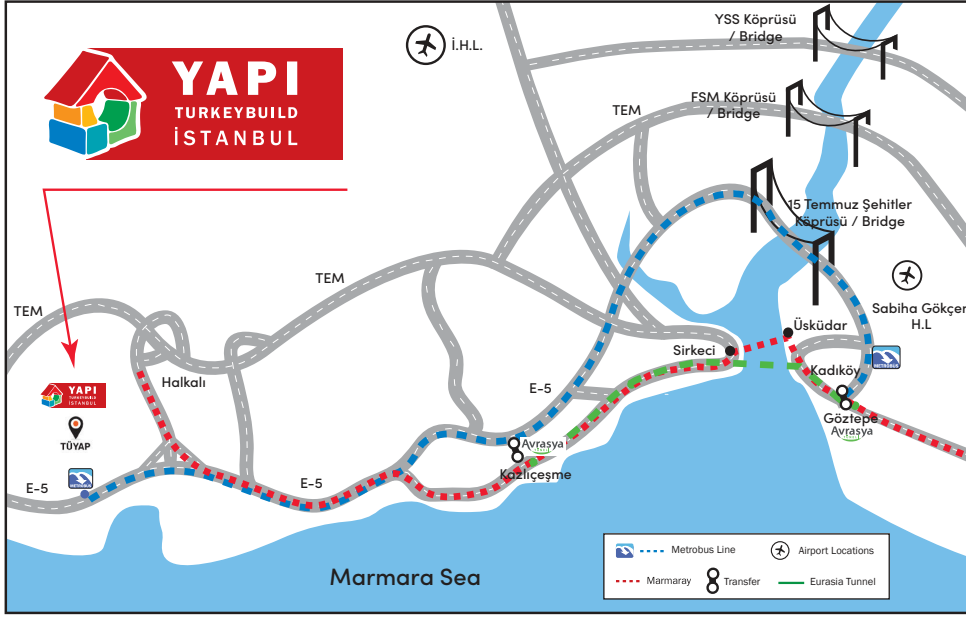 YAPI
TURKEYBUILD
İSTANBUL
İ.H.L.
YSS Köprüsü
/ Bridge
FSM Köprüsü
/ Bridge
TEM
15 Temmuz Şehitler
Köprüsü / Bridge
TEM
TEM
Sabiha Gökçen
H.L
Üsküdar
Sirkeci
METROBÜS
Halkalı
Kadıköy
E-5
YAPI
TURKEYBUILD
İSTANBUL
Göztepe
Avrasya
TÜYAP
Avrasya
Kazlıçeşme
METROBÜS
E-5
E-5
Marmara Sea
Metrobus Line
Airport Locations
Marmaray
Transfer
Eurasia Tunnel